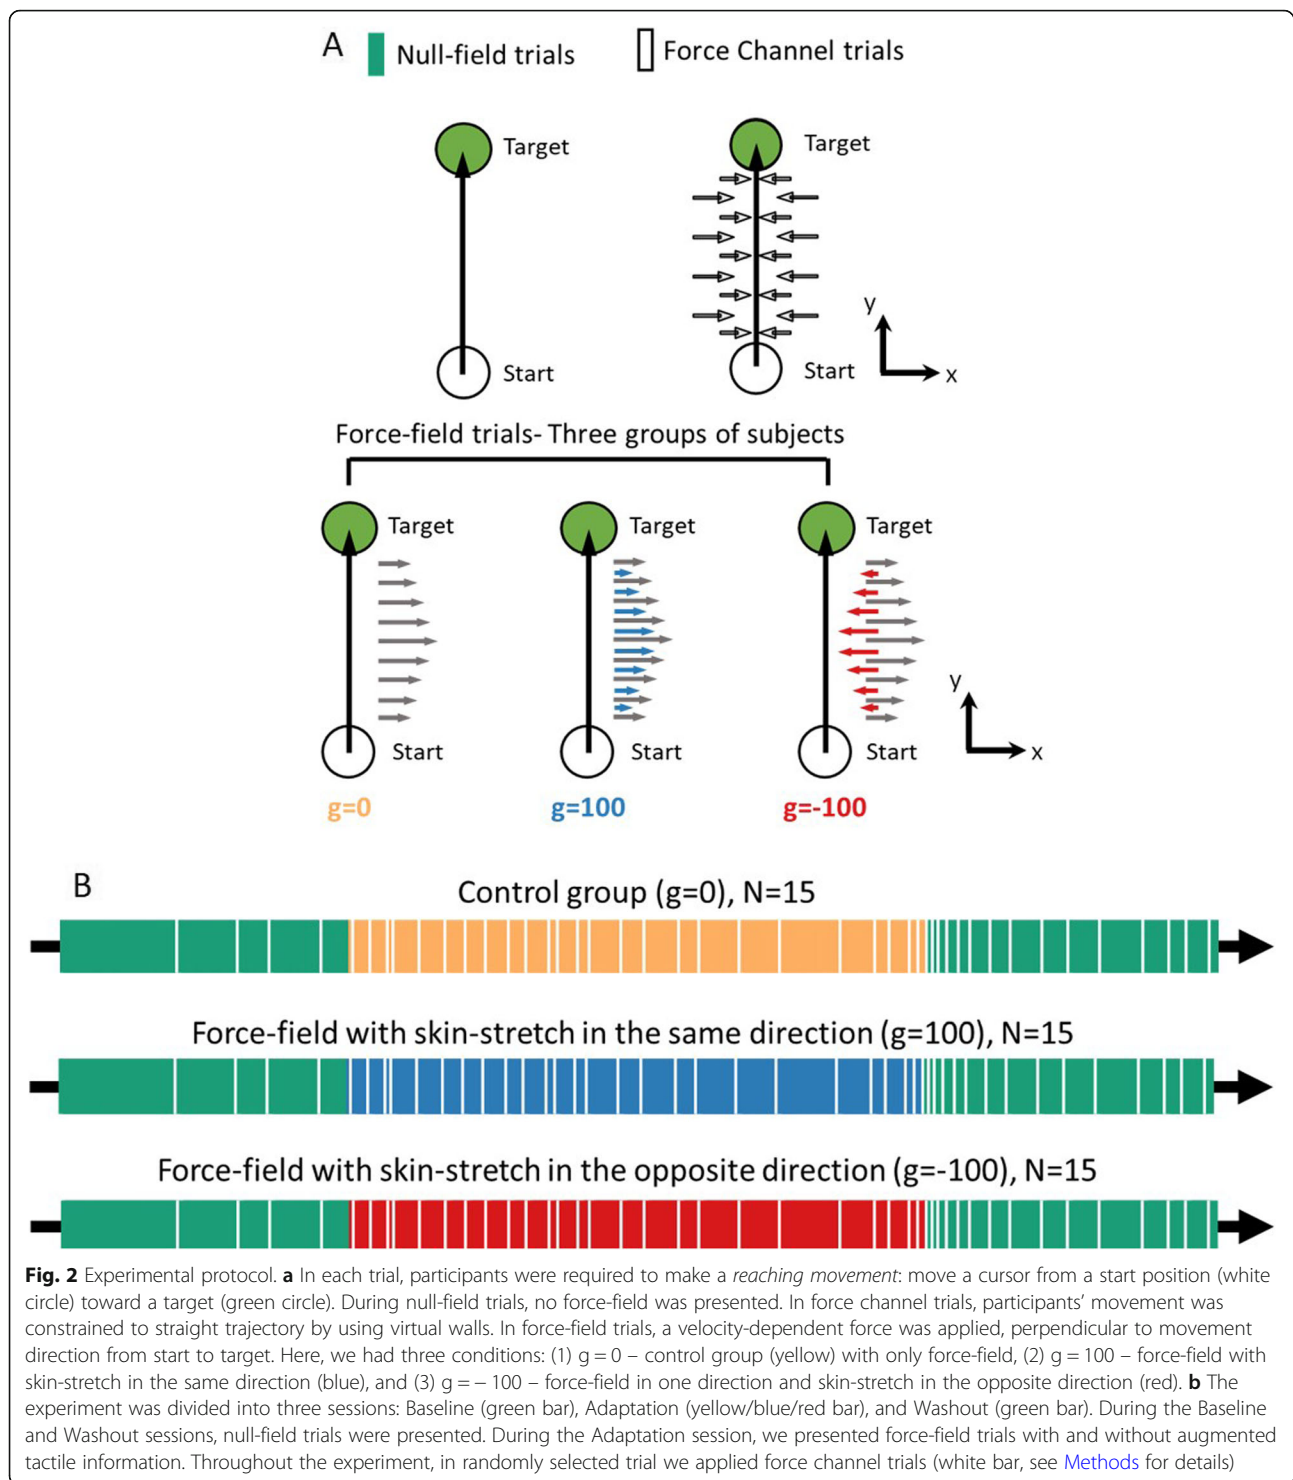 A
Null-field trials
Force Channel trials
Target
Target
Start
Start
y
x
Force-field trials- Three groups of subjects
Target
Target
Target
Start
Start
Start
y
x
g=0
g=100
g=-100
B
Control group (g=0), N=15
Force-field with skin-stretch in the same direction (g=100), N=15
Force-field with skin-stretch in the opposite direction (g=-100), N=15
Fig. 2 Experimental protocol. a In each trial, participants were required to make a reaching movement: move a cursor from a start position (white
circle) toward a target (green circle). During null-field trials, no force-field was presented. In force channel trials, participants’ movement was
constrained to straight trajectory by using virtual walls. In force-field trials, a velocity-dependent force was applied, perpendicular to movement
direction from start to target. Here, we had three conditions: (1) g = 0 – control group (yellow) with only force-field, (2) g = 100 – force-field with
skin-stretch in the same direction (blue), and (3) g = − 100 – force-field in one direction and skin-stretch in the opposite direction (red). b The
experiment was divided into three sessions: Baseline (green bar), Adaptation (yellow/blue/red bar), and Washout (green bar). During the Baseline
and Washout sessions, null-field trials were presented. During the Adaptation session, we presented force-field trials with and without augmented
tactile information. Throughout the experiment, in randomly selected trial we applied force channel trials (white bar, see Methods for details)